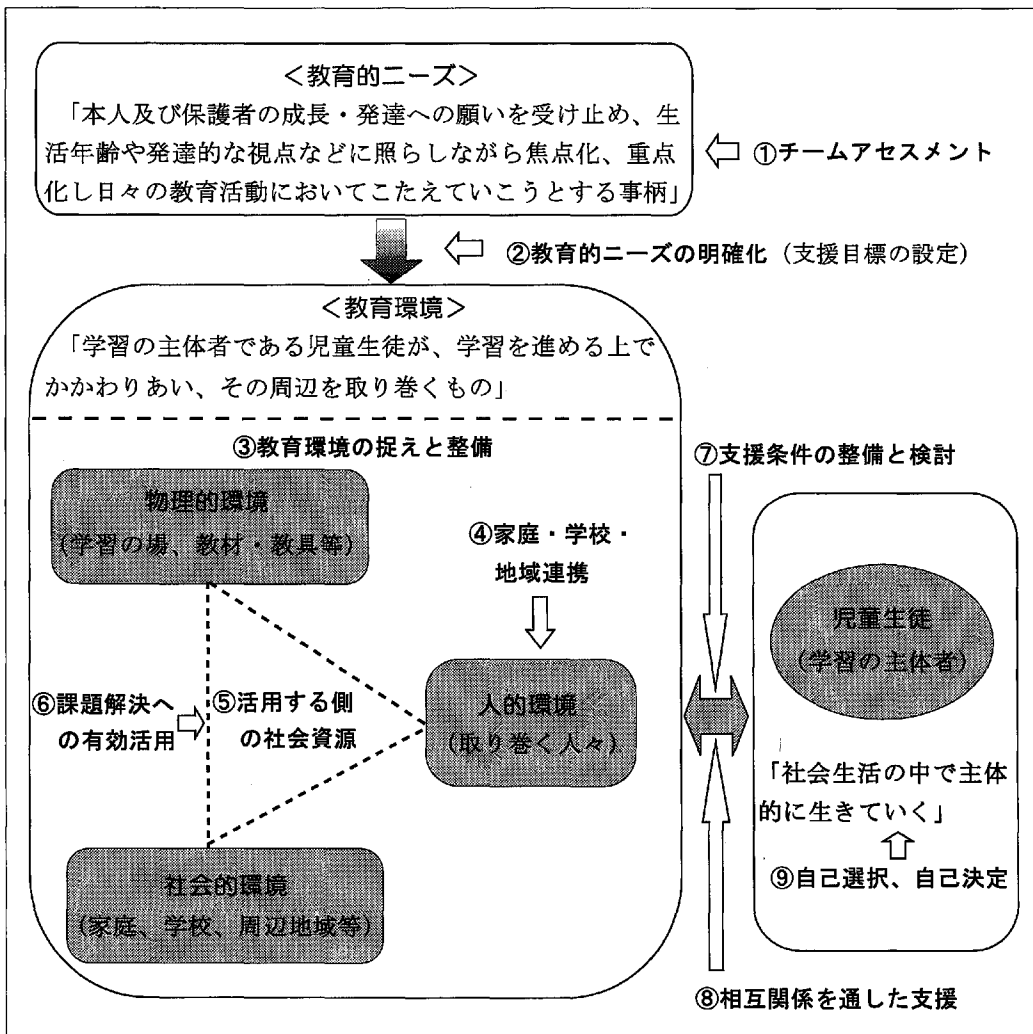 <教育的ニーズ>
「本人及び保護者の成長・発達への願いを受け止め、生
活年齢や発達的な視点などに照らしながら焦点化、重点
化し日々の教育活動においてこたえていこうとする事柄」
①チームアセスメント
②教育的ニーズの明確化（支援目標の設定）
<教育環境>
「学習の主体者である児童生徒が、学習を進める上で
かかわりあい、その周辺を取り巻くもの」
③教育環境の捉えと整備
物理的環境
（学習の場、教材・教具等）
④家庭・学校・
地域連携
人的環境
（取り巻く人々）
⑤活用する側
の社会資源
⑥課題解決へ
の有効活用
社会的環境
（家庭、学校、周辺地域等）
⑦支援条件の整備と検討
児童生徒
（学習の主体者）
「社会生活の中で主体
的に生きていく」
⑨自己選択、自己決定
⑧相互関係を通した支援